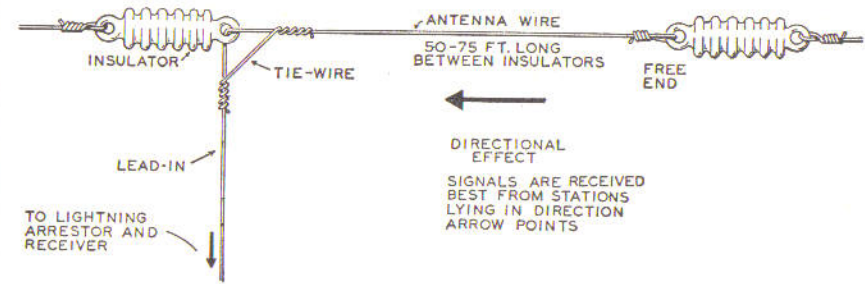 ANTENNA WIRE
50-75 FT. LONG
BETWEEN INSULATORS
INSULATOR
TIE-WIRE
FREE
END
DIRECTIONAL
EFFECT
LEAD-IN
SIGNALS ARE RECEIVED
BEST FROM STATIONS
LYING IN DIRECTION
ARROW POINTS
TO LIGHTNING
ARRESTOR AND
RECEIVER